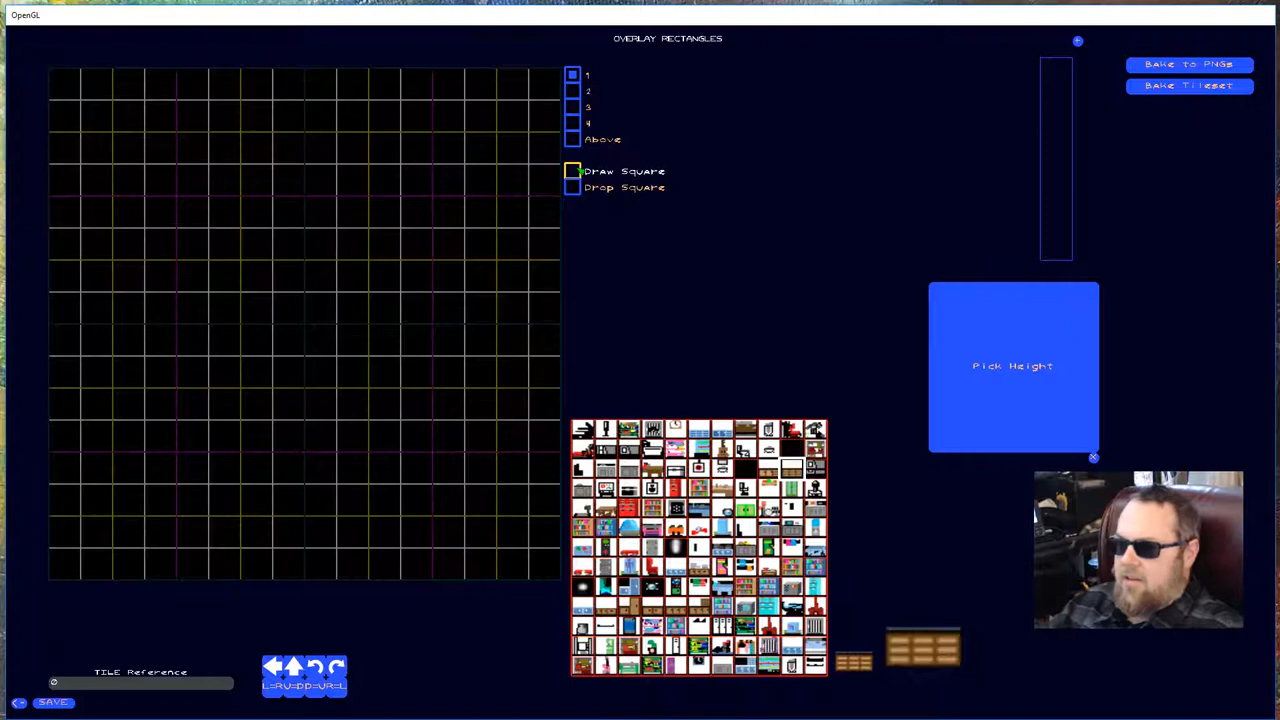 OpenGL
OVERLAY RECTANGLES
+
Bake to PNGs
Bake Tileset
1
2
3
4
Above
Draw Square
Drop Square
Pick Height
X
TILE Reference
L=R U=D D=U R=L
<-
SAVE